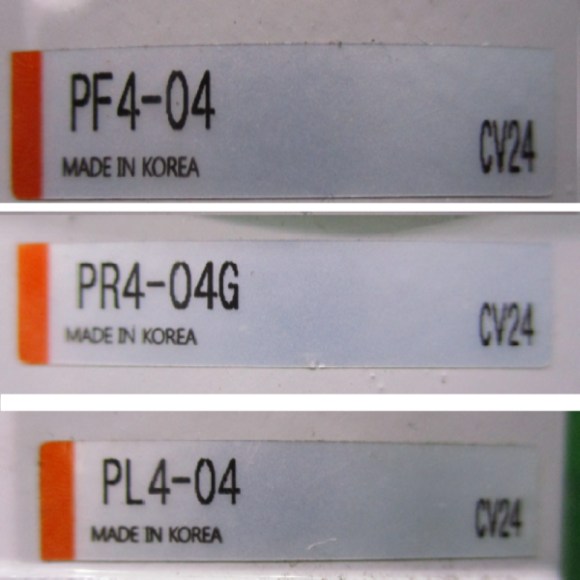 PF4-04
MADE IN KOREA
CV24
PR4-04G
MADE IN KOREA
CV24
PL4-04
MADE IN KOREA
CV24